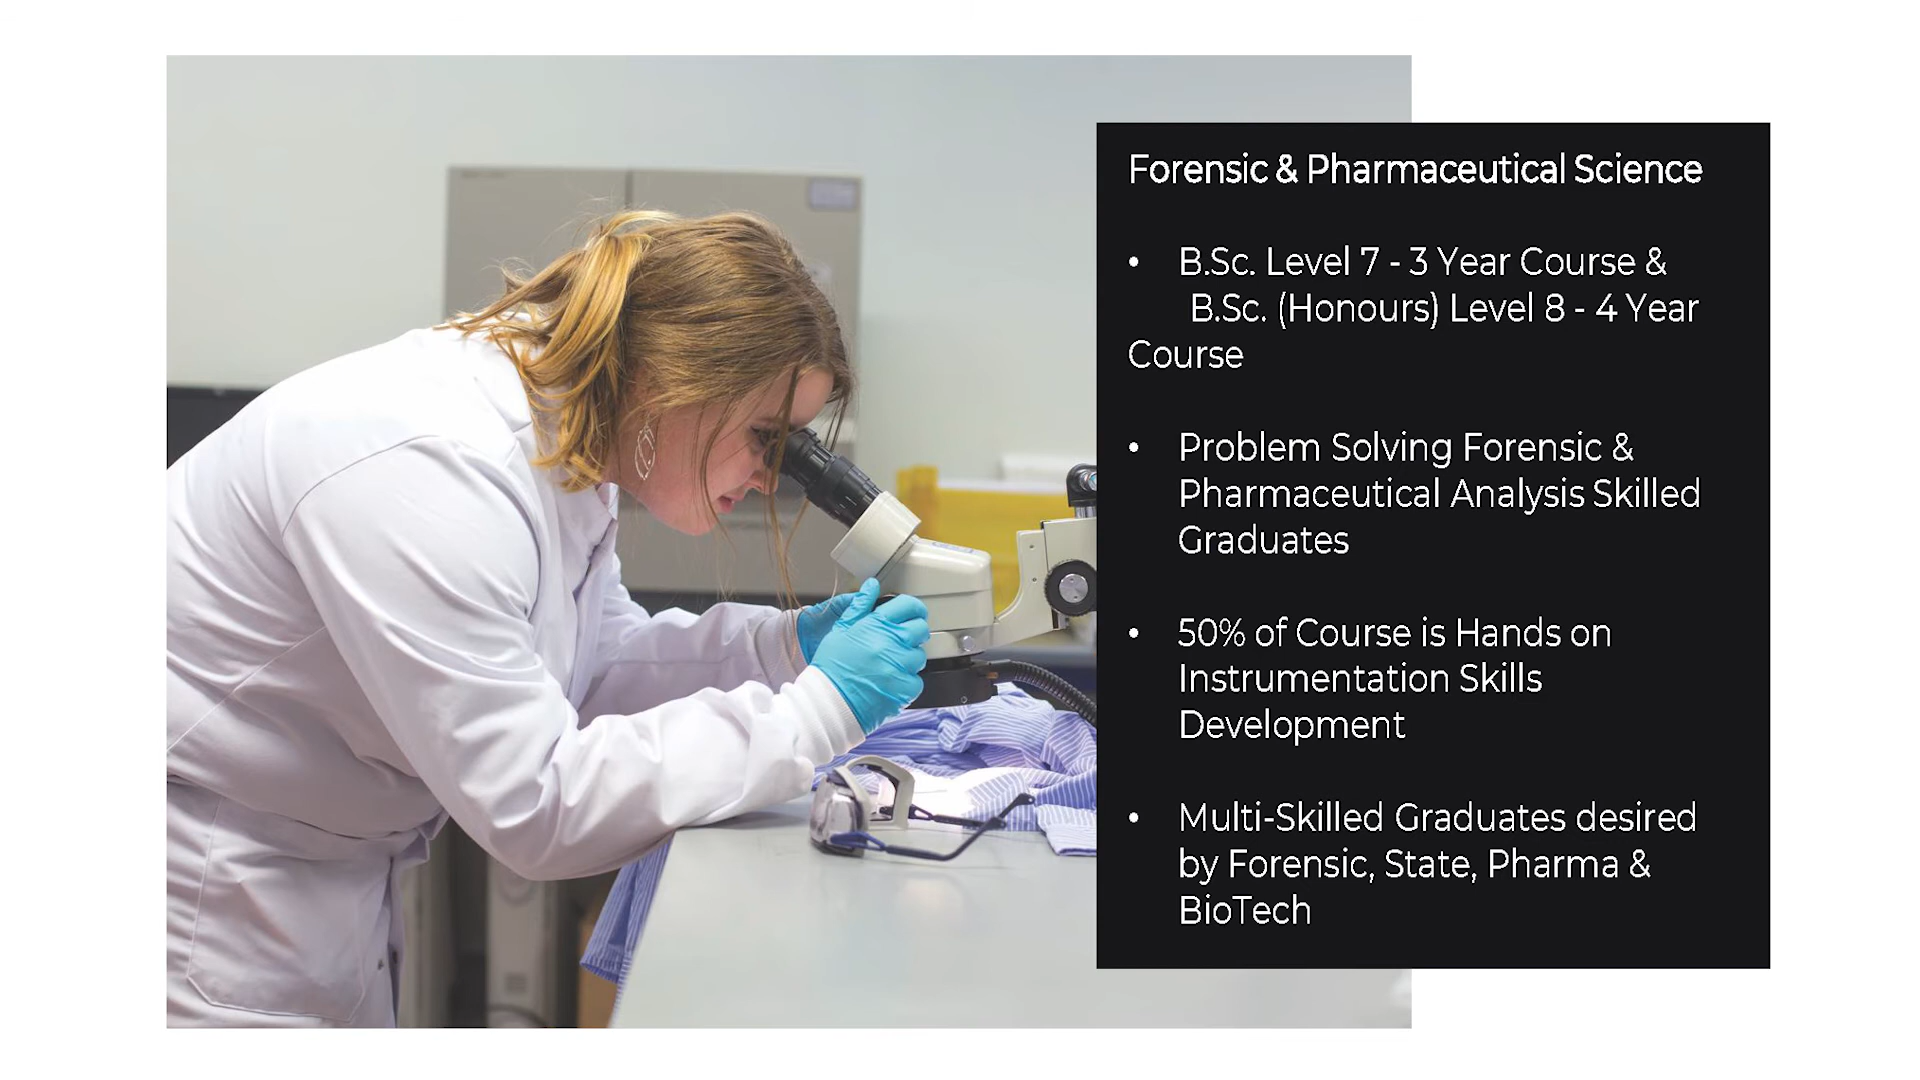 Forensic & Pharmaceutical Science
• B.Sc. Level 7 - 3 Year Course &
B.Sc. (Honours) Level 8 - 4 Year
Course
• Problem Solving Forensic &
Pharmaceutical Analysis Skilled
Graduates
• 50% of Course is Hands on
Instrumentation Skills
Development
• Multi-Skilled Graduates desired
by Forensic, State, Pharma &
BioTech